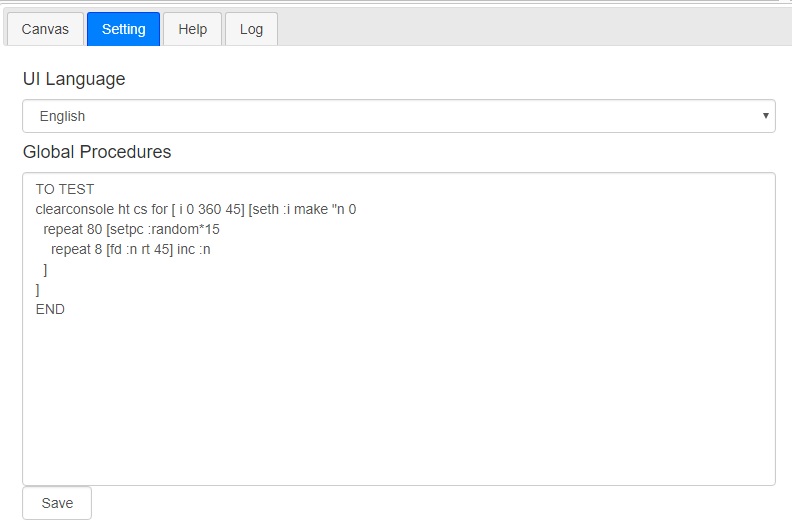 Canvas Setting Help Log
UI Language
English
Global Procedures
TO TEST
clearconsole ht cs for [ i 0 360 45] [seth :i make "n 0
repeat 80 [setpc :random*15
repeat 8 [fd :n rt 45] inc :n
]
]
END
Save